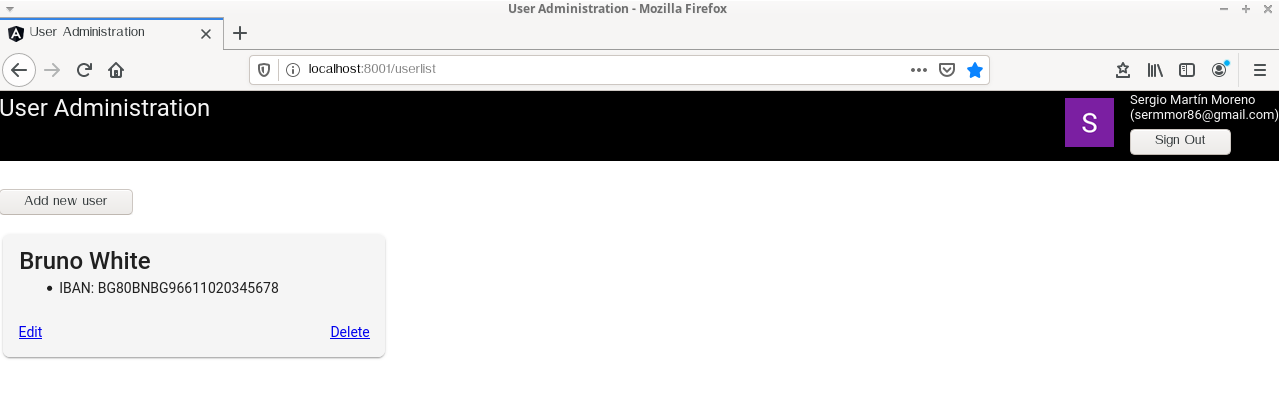 User Administration - Mozilla Firefox
User Administration
localhost:8001/userlist
User Administration
S
Sergio Martín Moreno
(sermmor86@gmail.com)
Sign Out
Add new user
Bruno White
• IBAN: BG80BNBG96611020345678
Edit Delete